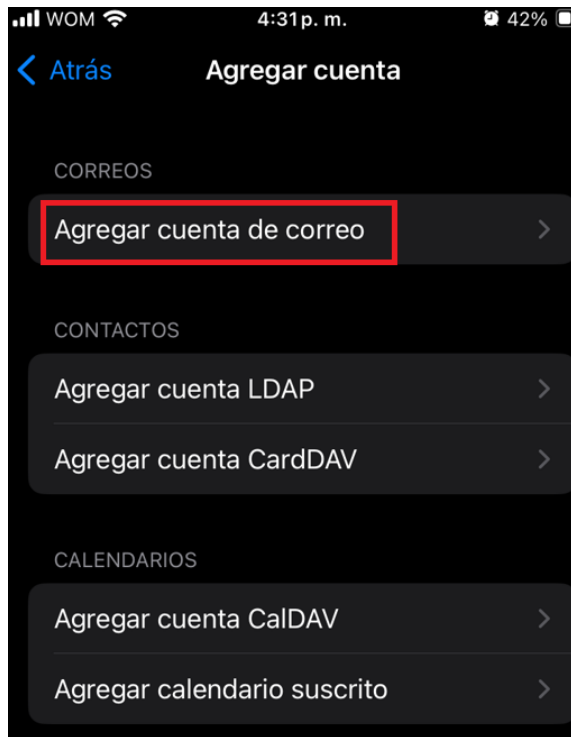 WOM 4:31p. m. 42%
Atrás Agregar cuenta
CORREOS
Agregar cuenta de correo
CONTACTOS
Agregar cuenta LDAP
Agregar cuenta CardDAV
CALENDARIOS
Agregar cuenta CalDAV
Agregar calendario suscrito